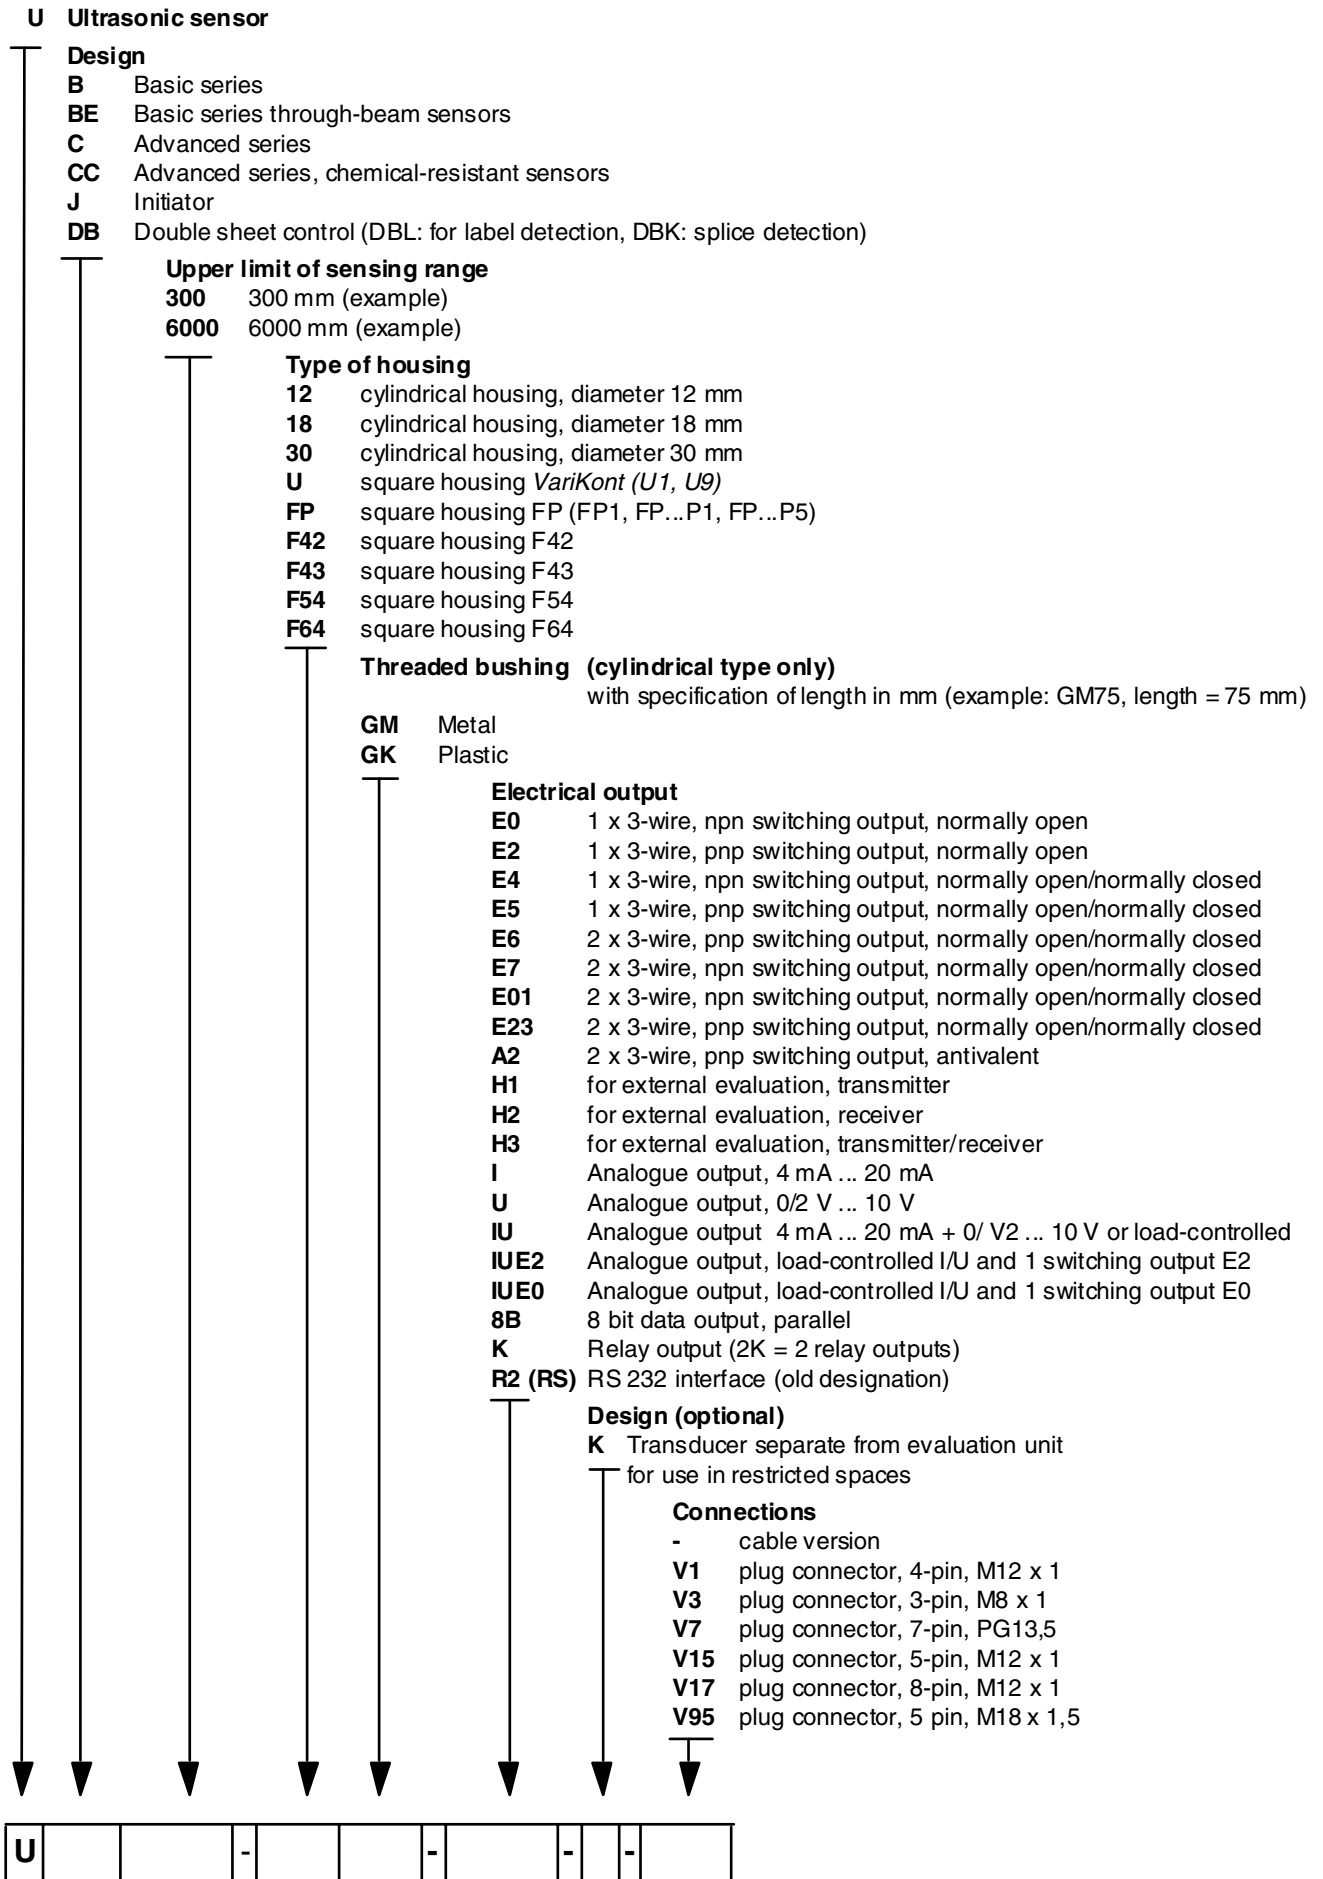 U Ultrasonic sensor
Design
B Basic series
BE Basic series through-beam sensors
C Advanced series
CC Advanced series, chemical-resistant sensors
J Initiator
DB Double sheet control (DBL: for label detection, DBK: splice detection)
Upper limit of sensing range
300 300 mm (example)
6000 6000 mm (example)
Type of housing
12 cylindrical housing, diameter 12 mm
18 cylindrical housing, diameter 18 mm
30 cylindrical housing, diameter 30 mm
U square housing VariKont (U1, U9)
FP square housing FP (FP1, FP...P1, FP...P5)
F42 square housing F42
F43 square housing F43
F54 square housing F54
F64 square housing F64
Threaded bushing (cylindrical type only)
with specification of length in mm (example: GM75, length = 75 mm)
GM Metal
GK Plastic
Electrical output
E0 1 x 3-wire, npn switching output, normally open
E2 1 x 3-wire, pnp switching output, normally open
E4 1 x 3-wire, npn switching output, normally open/normally closed
E5 1 x 3-wire, pnp switching output, normally open/normally closed
E6 2 x 3-wire, pnp switching output, normally open/normally closed
E7 2 x 3-wire, npn switching output, normally open/normally closed
E01 2 x 3-wire, npn switching output, normally open/normally closed
E23 2 x 3-wire, pnp switching output, normally open/normally closed
A2 2 x 3-wire, pnp switching output, antivalent
H1 for external evaluation, transmitter
H2 for external evaluation, receiver
H3 for external evaluation, transmitter/receiver
I Analogue output, 4 mA ... 20 mA
U Analogue output, 0/2 V ... 10 V
IU Analogue output 4 mA ... 20 mA + 0/ V2 ... 10 V or load-controlled
IUE2 Analogue output, load-controlled I/U and 1 switching output E2
IUE0 Analogue output, load-controlled I/U and 1 switching output E0
8B 8 bit data output, parallel
K Relay output (2K = 2 relay outputs)
R2 (RS) RS 232 interface (old designation)
Design (optional)
K Transducer separate from evaluation unit
for use in restricted spaces
Connections
- cable version
V1 plug connector, 4-pin, M12 x 1
V3 plug connector, 3-pin, M8 x 1
V7 plug connector, 7-pin, PG13,5
V15 plug connector, 5-pin, M12 x 1
V17 plug connector, 8-pin, M12 x 1
V95 plug connector, 5 pin, M18 x 1,5
U - - - -